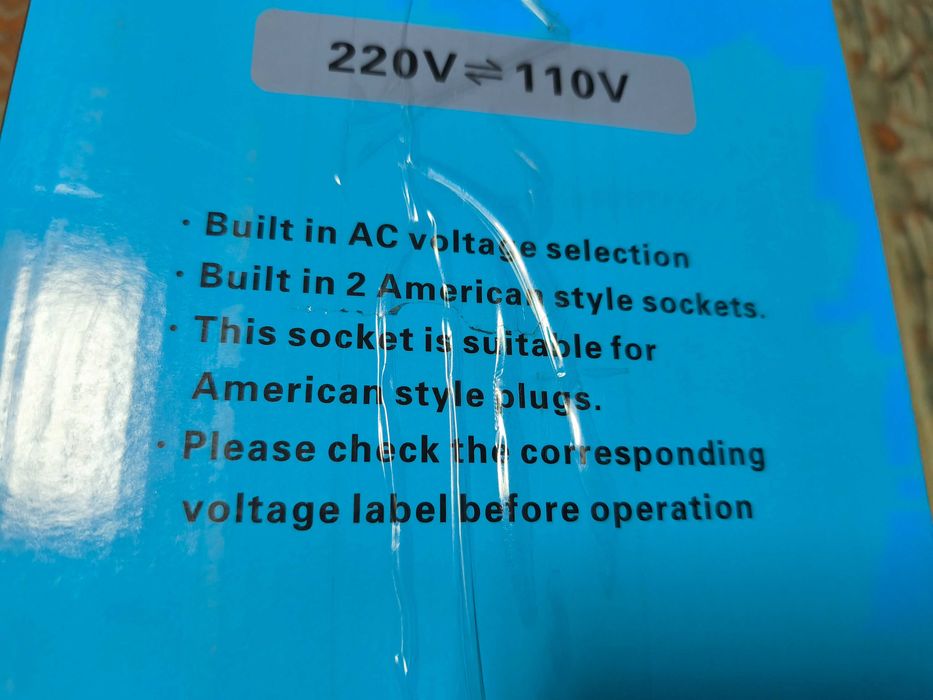 220V⇌110V
· Built in AC voltage selection
· Built in 2 American style sockets.
· This socket is suitable for
American style plugs.
· Please check the corresponding
voltage label before operation